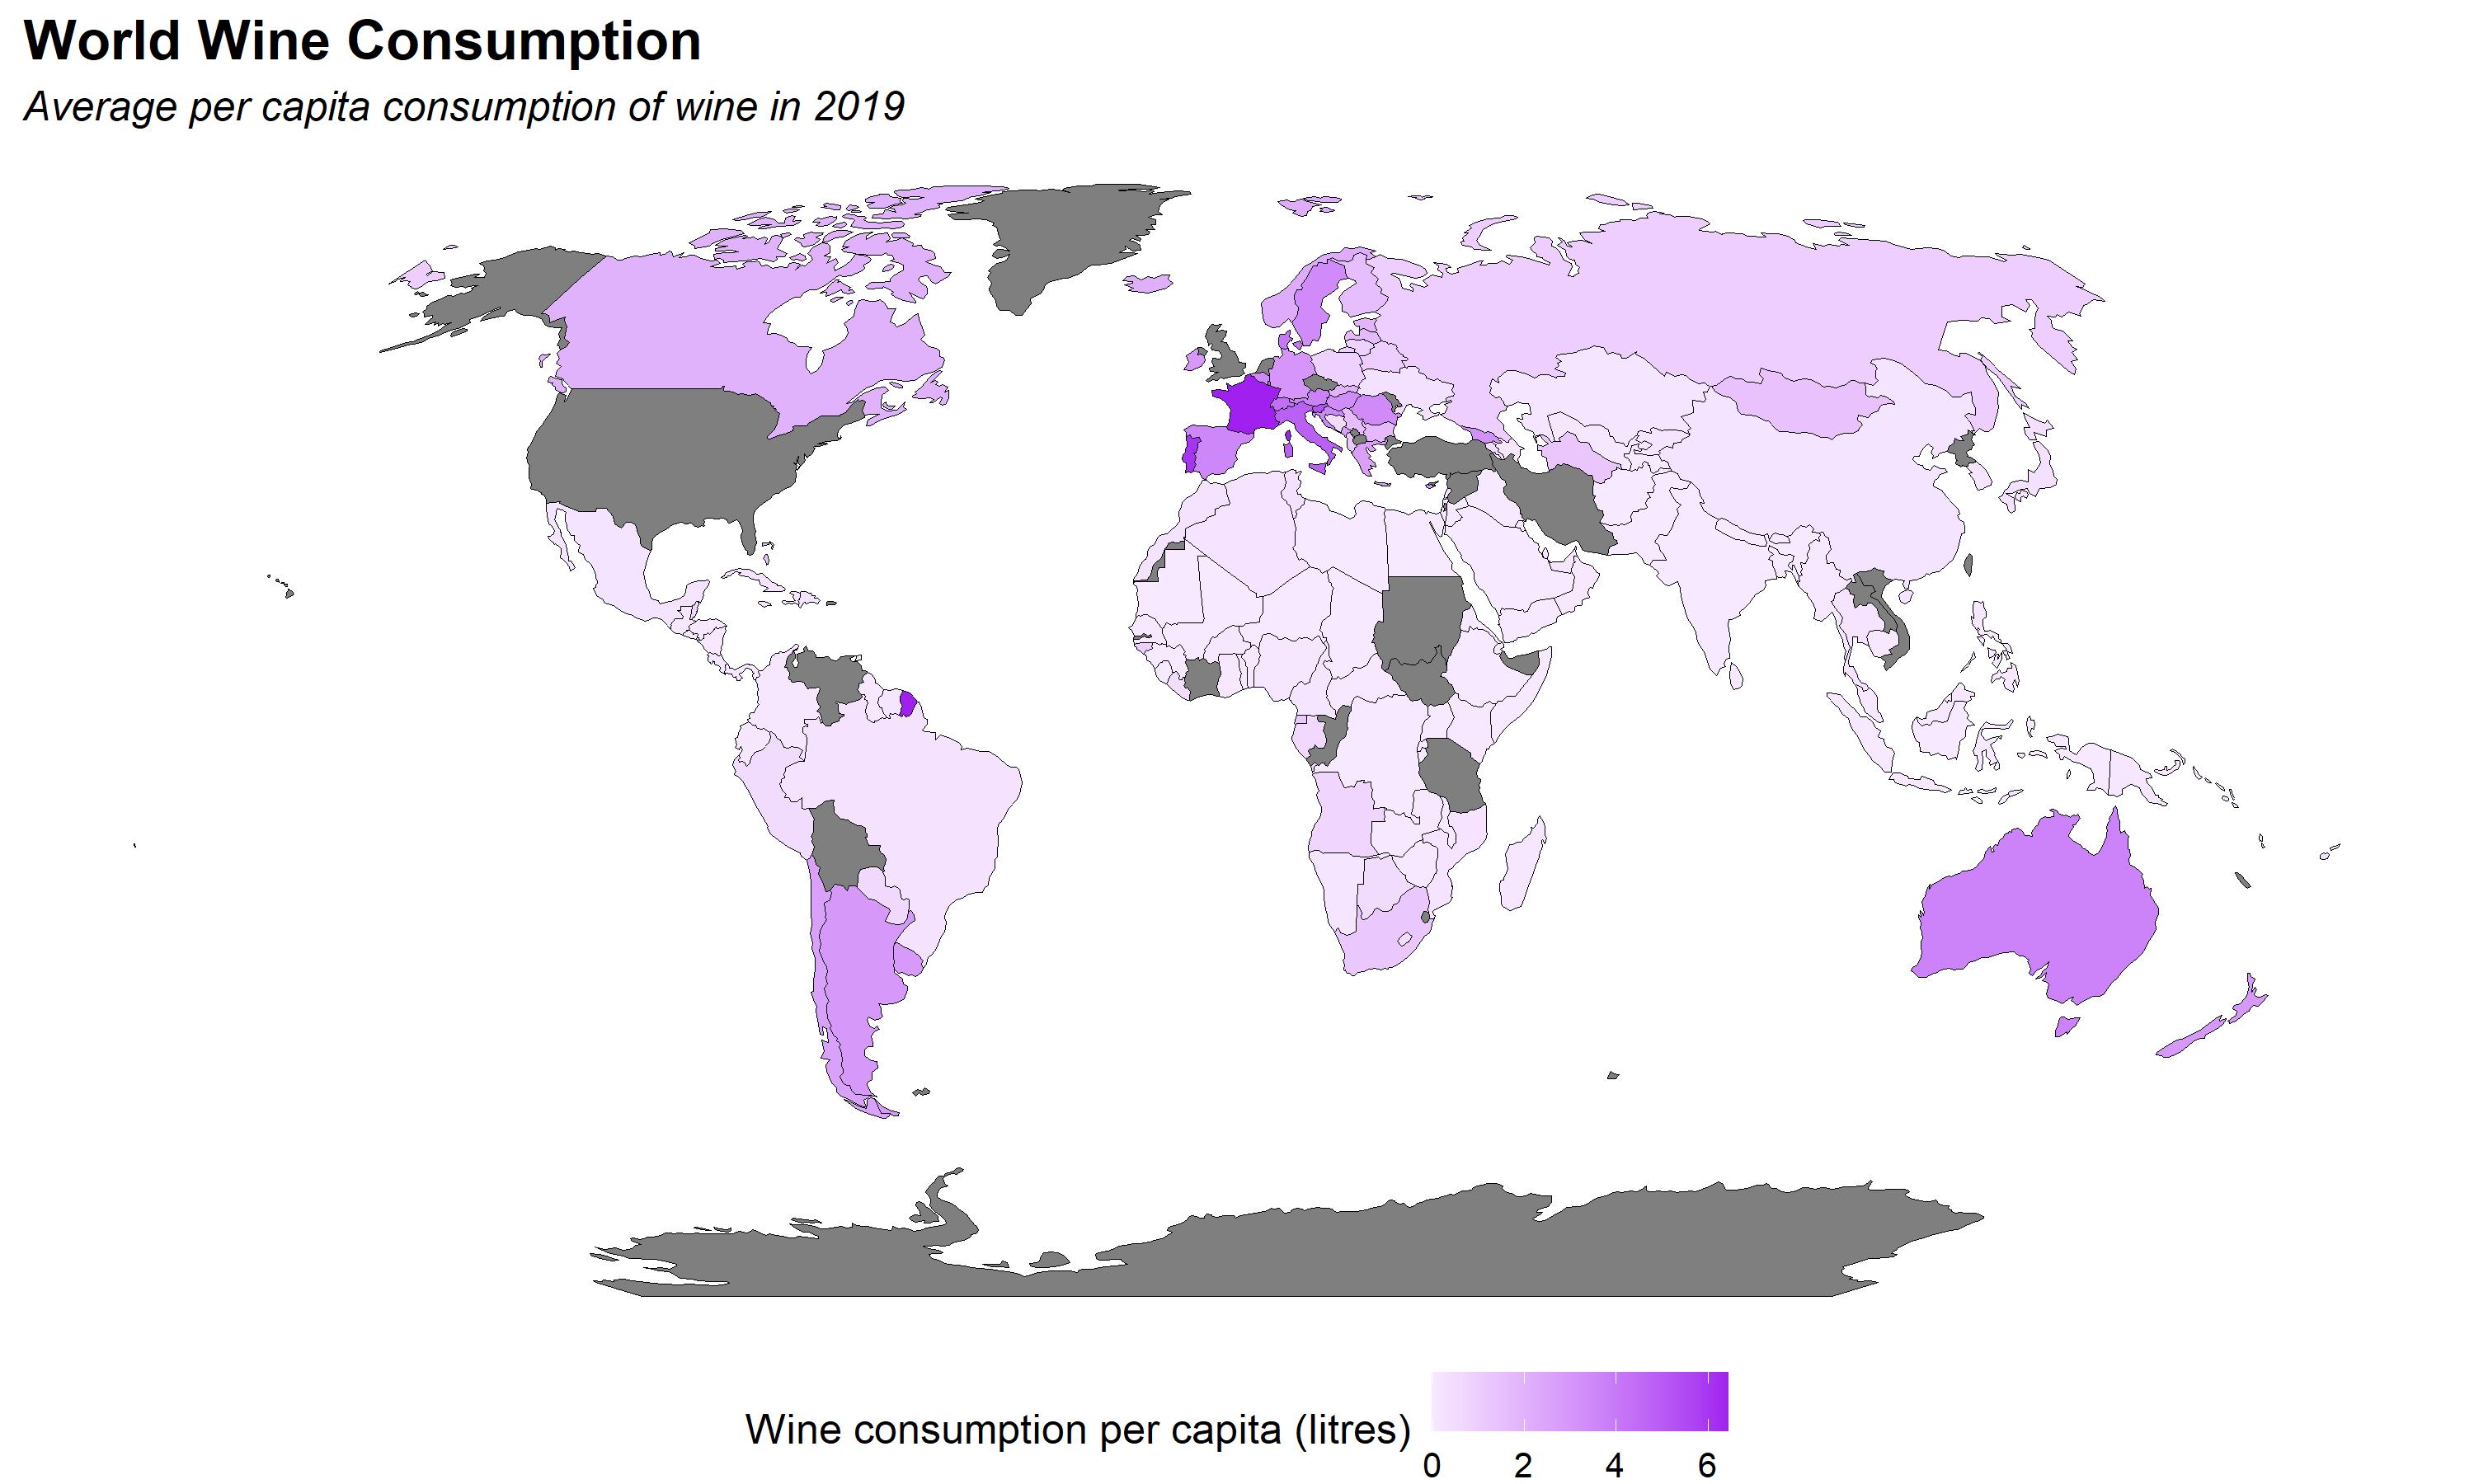 World Wine Consumption
Average per capita consumption of wine in 2019
Wine consumption per capita (litres)
0 2 4 6